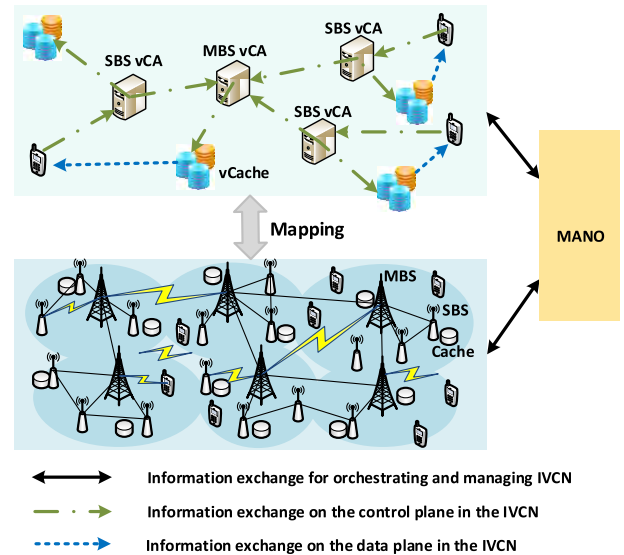 SBS vCA
MBS vCA
SBS vCA
SBS vCA
vCache
Mapping
MANO
MBS
SBS
Cache
Information exchange for orchestrating and managing IVCN
Information exchange on the control plane in the IVCN
Information exchange on the data plane in the IVCN